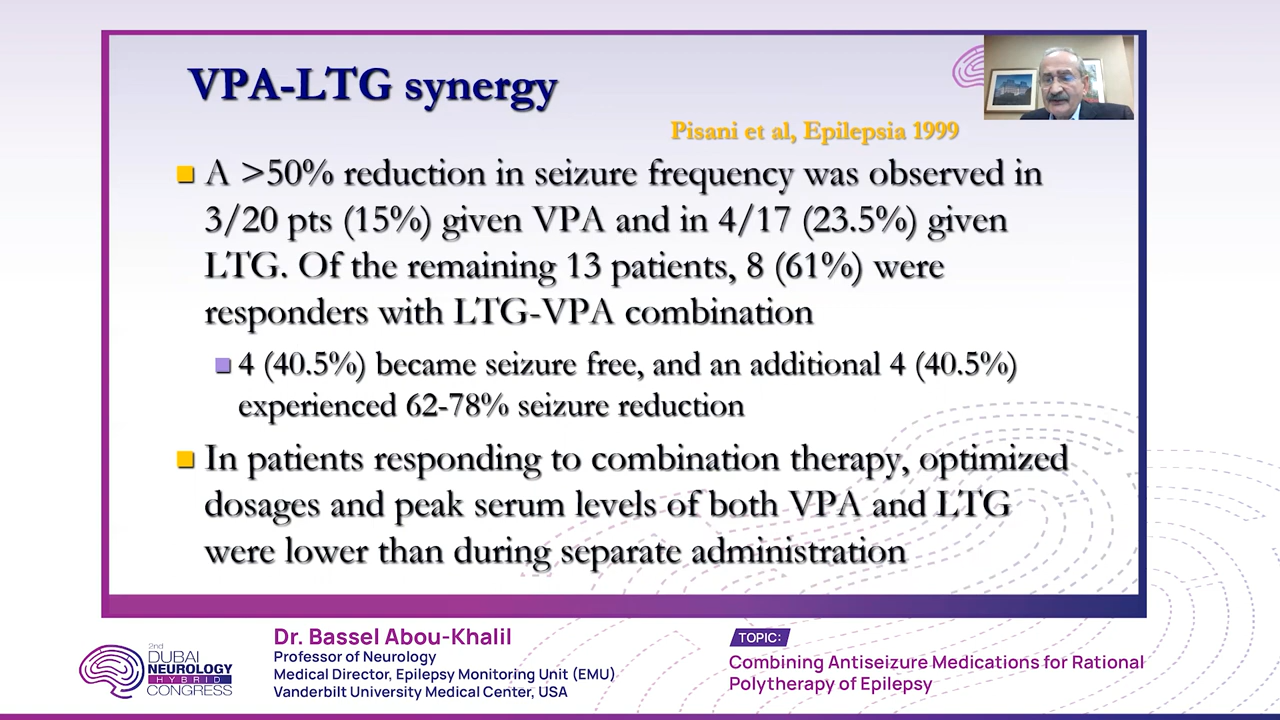 VPA-LTG synergy
Pisani et al, Epilepsia 1999
A >50% reduction in seizure frequency was observed in
3/20 pts (15%) given VPA and in 4/17 (23.5%) given
LTG. Of the remaining 13 patients, 8 (61%) were
responders with LTG-VPA combination
4 (40.5%) became seizure free, and an additional 4 (40.5%)
experienced 62-78% seizure reduction
In patients responding to combination therapy, optimized
dosages and peak serum levels of both VPA and LTG
were lower than during separate administration
2nd
DUBAI
NEUROLOGY
HYBRID
CONGRESS
Dr. Bassel Abou-Khalil
Professor of Neurology
Medical Director, Epilepsy Monitoring Unit (EMU)
Vanderbilt University Medical Center, USA
TOPIC:
Combining Antiseizure Medications for Rational
Polytherapy of Epilepsy